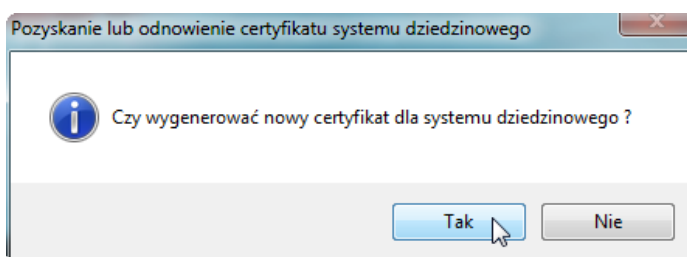 Pozyskanie lub odnowienie certyfikatu systemu dziedzinowego
Czy wygenerować nowy certyfikat dla systemu dziedzinowego ?
Tak
Nie